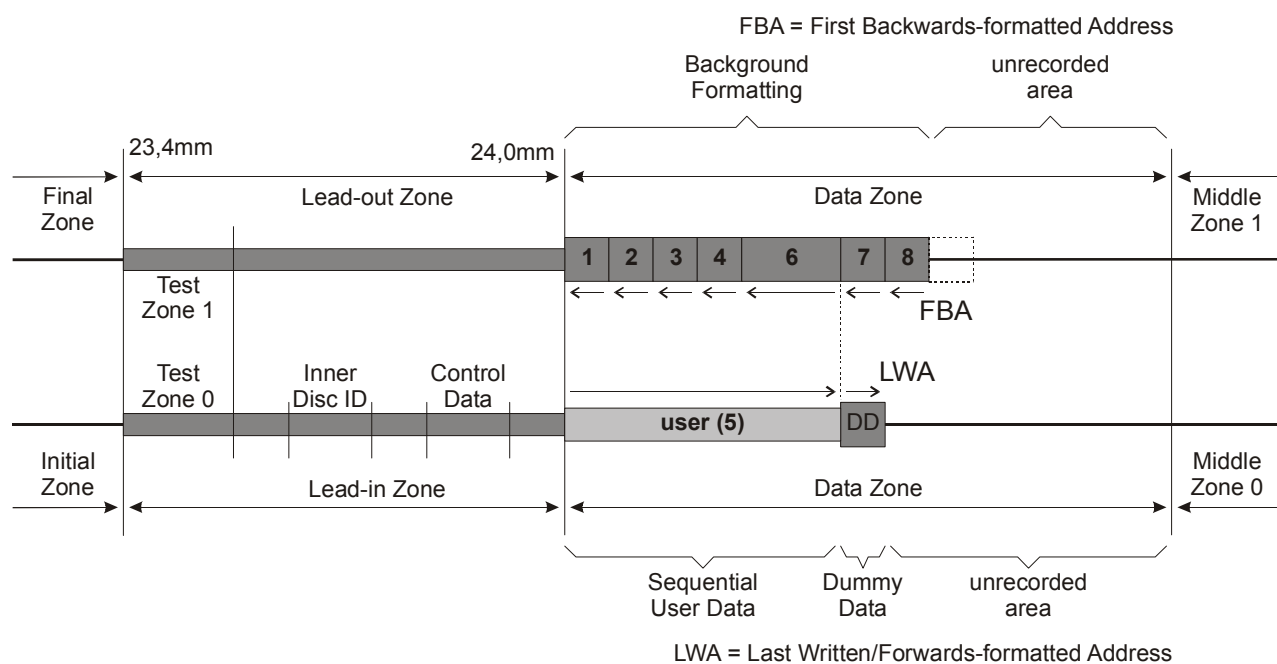 FBA = First Backwards-formatted Address
Background
Formatting
unrecorded
area
23,4mm
24,0mm
Final
Zone
Lead-out Zone
Data Zone
Middle
Zone 1
1 2 3 4 6 7 8
Test
Zone 1
FBA
Test
Zone 0
Inner
Disc ID
Control
Data
LWA
user (5)
DD
Initial
Zone
Lead-in Zone
Data Zone
Middle
Zone 0
Sequential
User Data
Dummy
Data
unrecorded
area
LWA = Last Written/Forwards-formatted Address